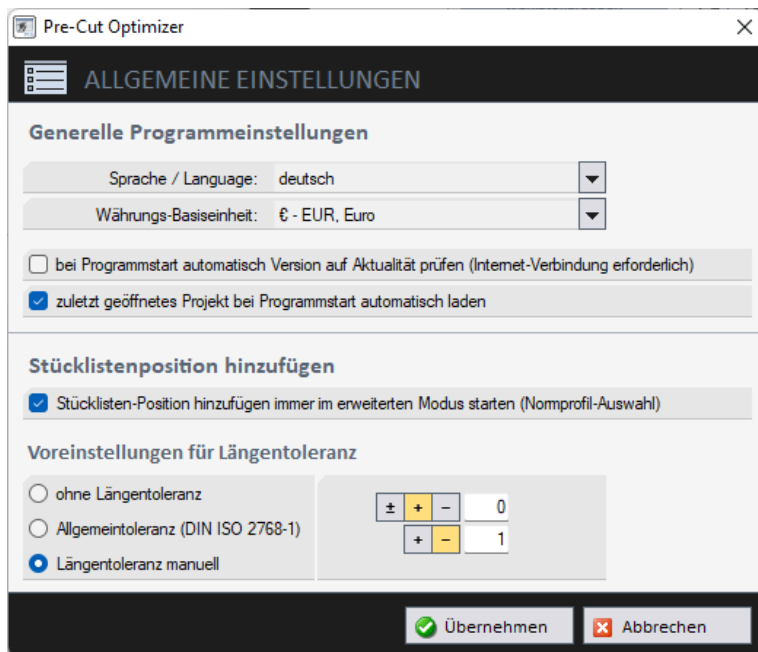 Pre-Cut Optimizer
ALLGEMEINE EINSTELLUNGEN
Generelle Programmeinstellungen
Sprache / Language: deutsch
Währungs-Basiseinheit: € - EUR, Euro
bei Programmstart automatisch Version auf Aktualität prüfen (Internet-Verbindung erforderlich)
zuletzt geöffnetes Projekt bei Programmstart automatisch laden
Stücklistenposition hinzufügen
Stücklisten-Position hinzufügen immer im erweiterten Modus starten (Normprofil-Auswahl)
Voreinstellungen für Längentoleranz
ohne Längentoleranz
± + − 0
Allgemeintoleranz (DIN ISO 2768-1)
+ − 1
Längentoleranz manuell
Übernehmen Abbrechen